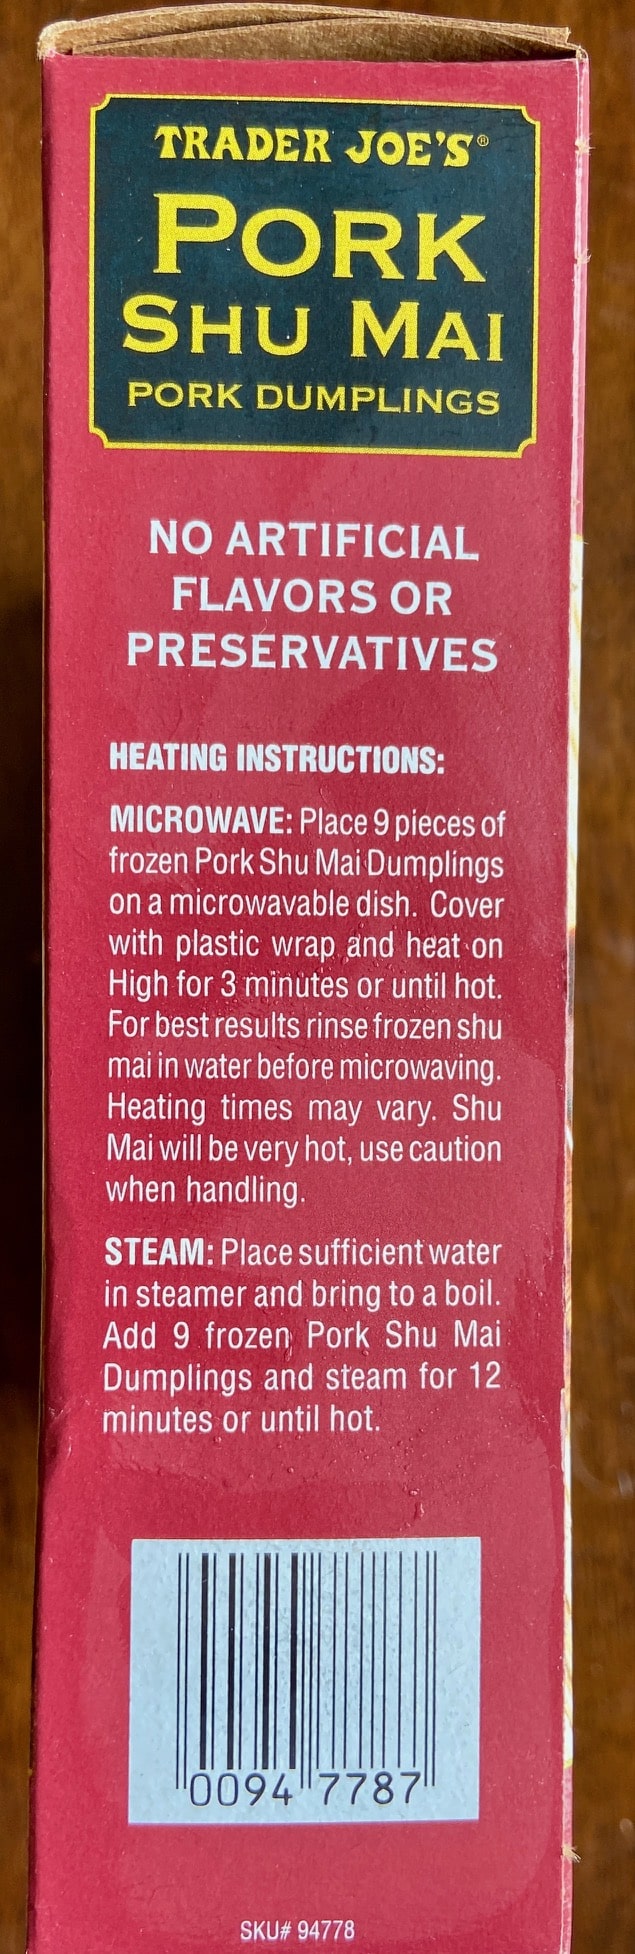 TRADER JOE'S®
PORK
SHU MAI
PORK DUMPLINGS
NO ARTIFICIAL
FLAVORS OR
PRESERVATIVES
HEATING INSTRUCTIONS:
MICROWAVE: Place 9 pieces of
frozen Pork Shu Mai Dumplings
on a microwavable dish. Cover
with plastic wrap and heat on
High for 3 minutes or until hot.
For best results rinse frozen shu
mai in water before microwaving.
Heating times may vary. Shu
Mai will be very hot, use caution
when handling.
STEAM: Place sufficient water
in steamer and bring to a boil.
Add 9 frozen Pork Shu Mai
Dumplings and steam for 12
minutes or until hot.
0094 7787
SKU# 94778